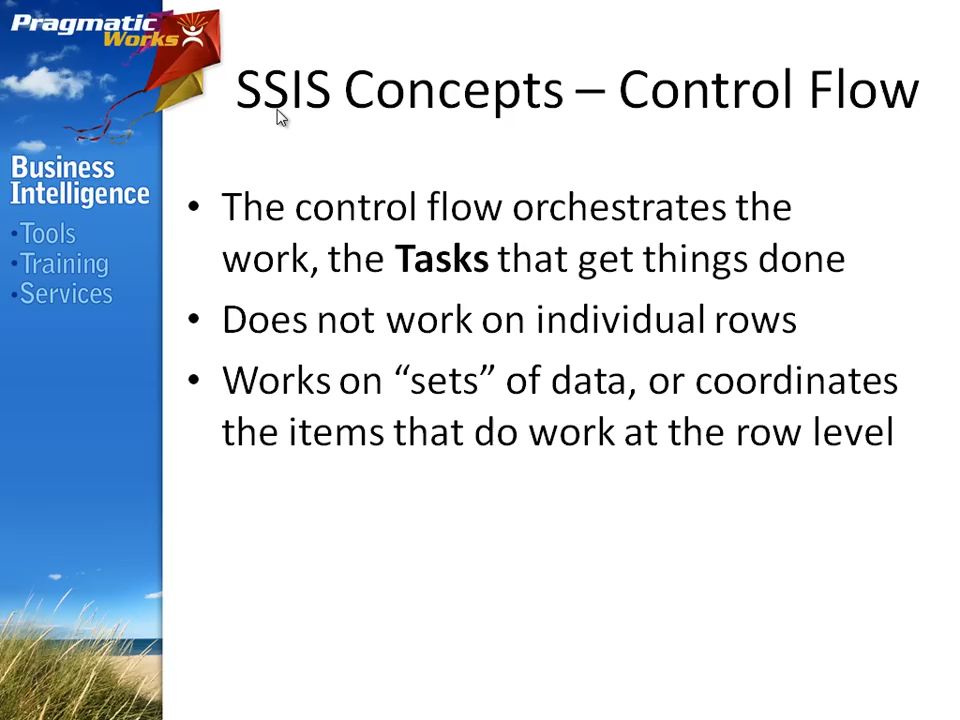 Pragmatic
Works
SSIS Concepts – Control Flow
Business
Intelligence
•Tools
•Training
•Services
• The control flow orchestrates the
work, the Tasks that get things done
• Does not work on individual rows
• Works on “sets” of data, or coordinates
the items that do work at the row level